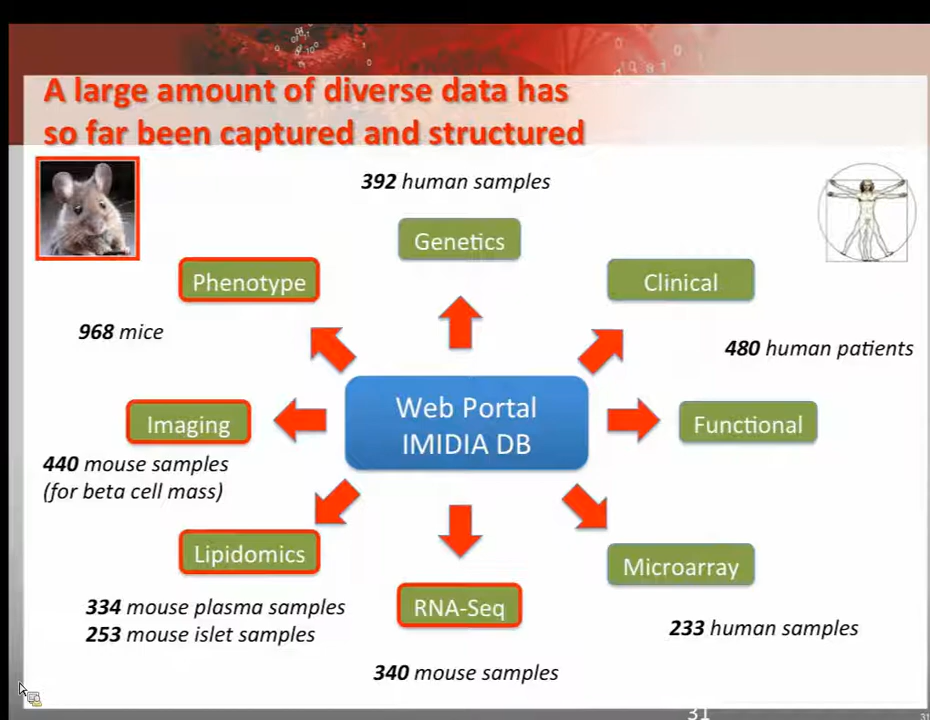 A large amount of diverse data has
so far been captured and structured
392 human samples
Genetics
Phenotype
Clinical
968 mice
480 human patients
Web Portal
IMIDIA DB
Imaging
Functional
440 mouse samples
(for beta cell mass)
Lipidomics
Microarray
334 mouse plasma samples
253 mouse islet samples
RNA-Seq
233 human samples
340 mouse samples
31
31